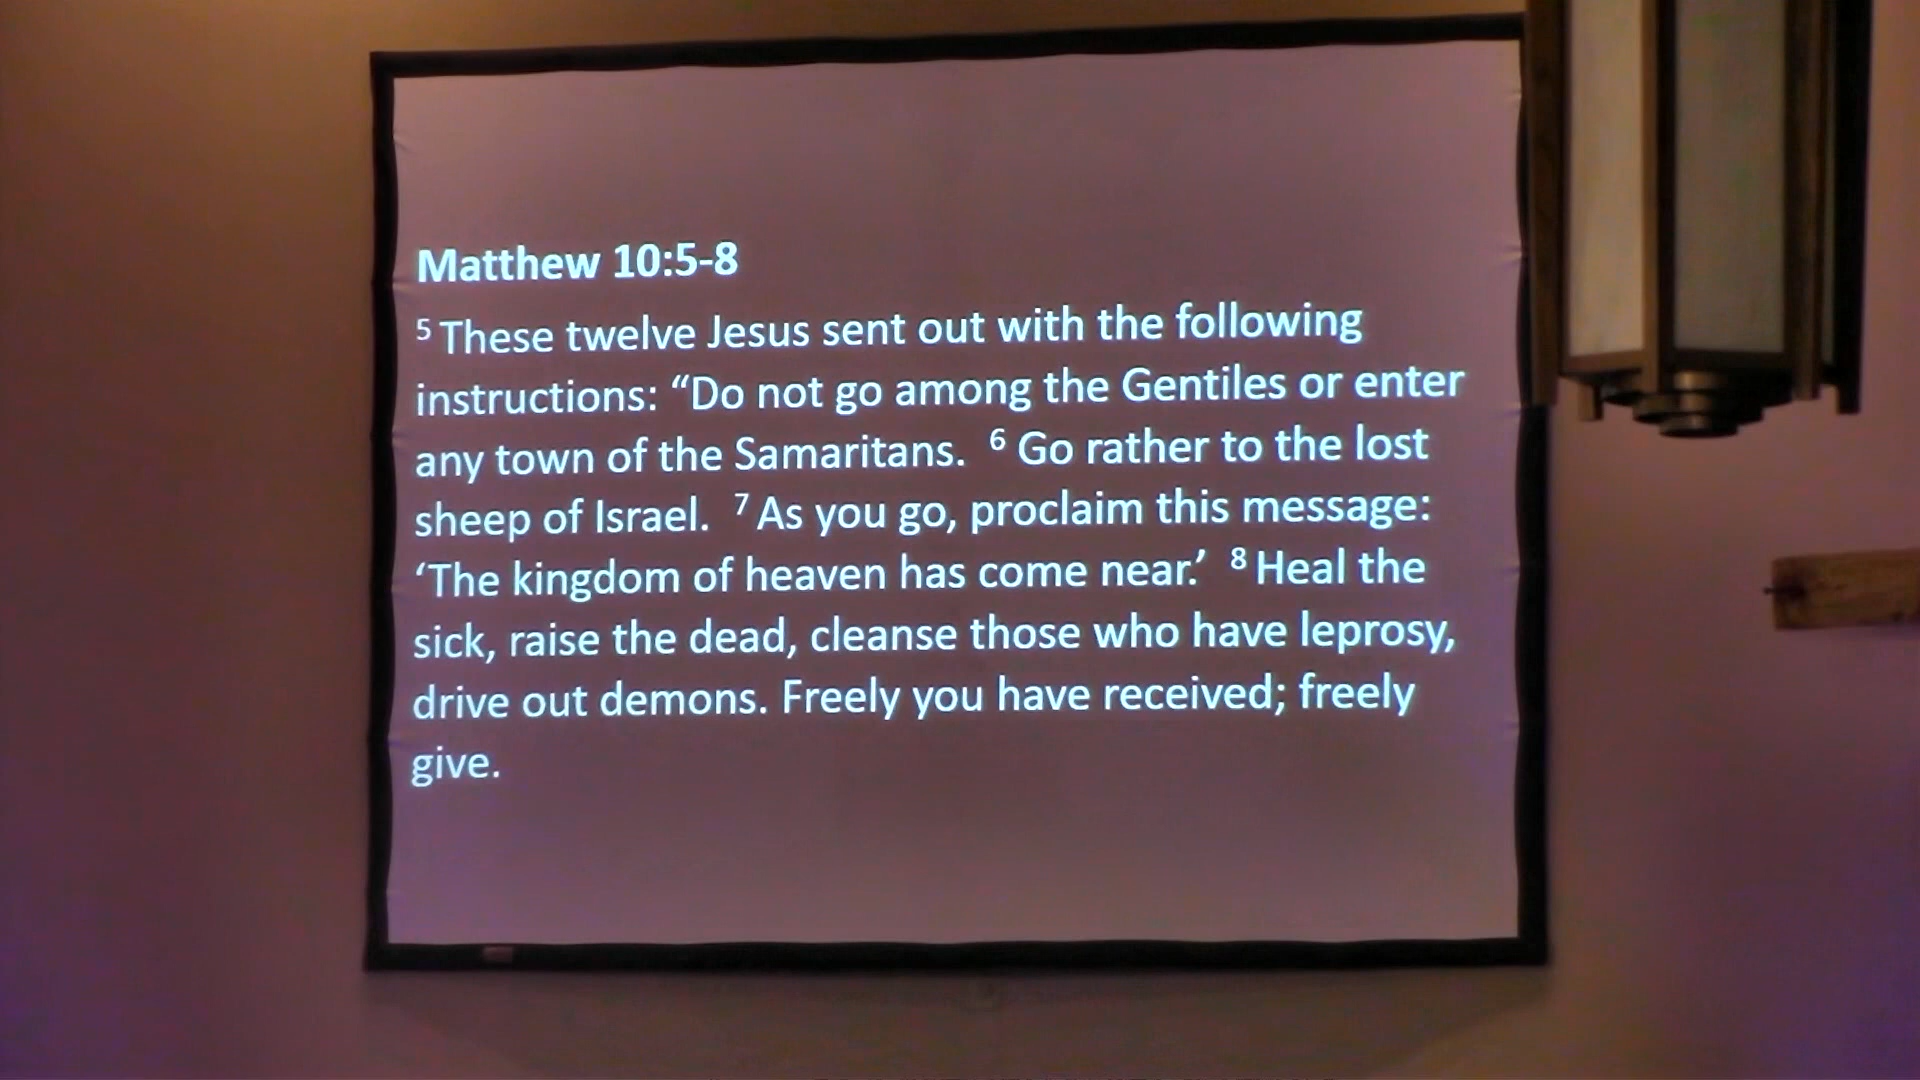 Matthew 10:5-8
⁵ These twelve Jesus sent out with the following
instructions: “Do not go among the Gentiles or enter
any town of the Samaritans. ⁶ Go rather to the lost
sheep of Israel. ⁷ As you go, proclaim this message:
‘The kingdom of heaven has come near.’ ⁸ Heal the
sick, raise the dead, cleanse those who have leprosy,
drive out demons. Freely you have received; freely
give.